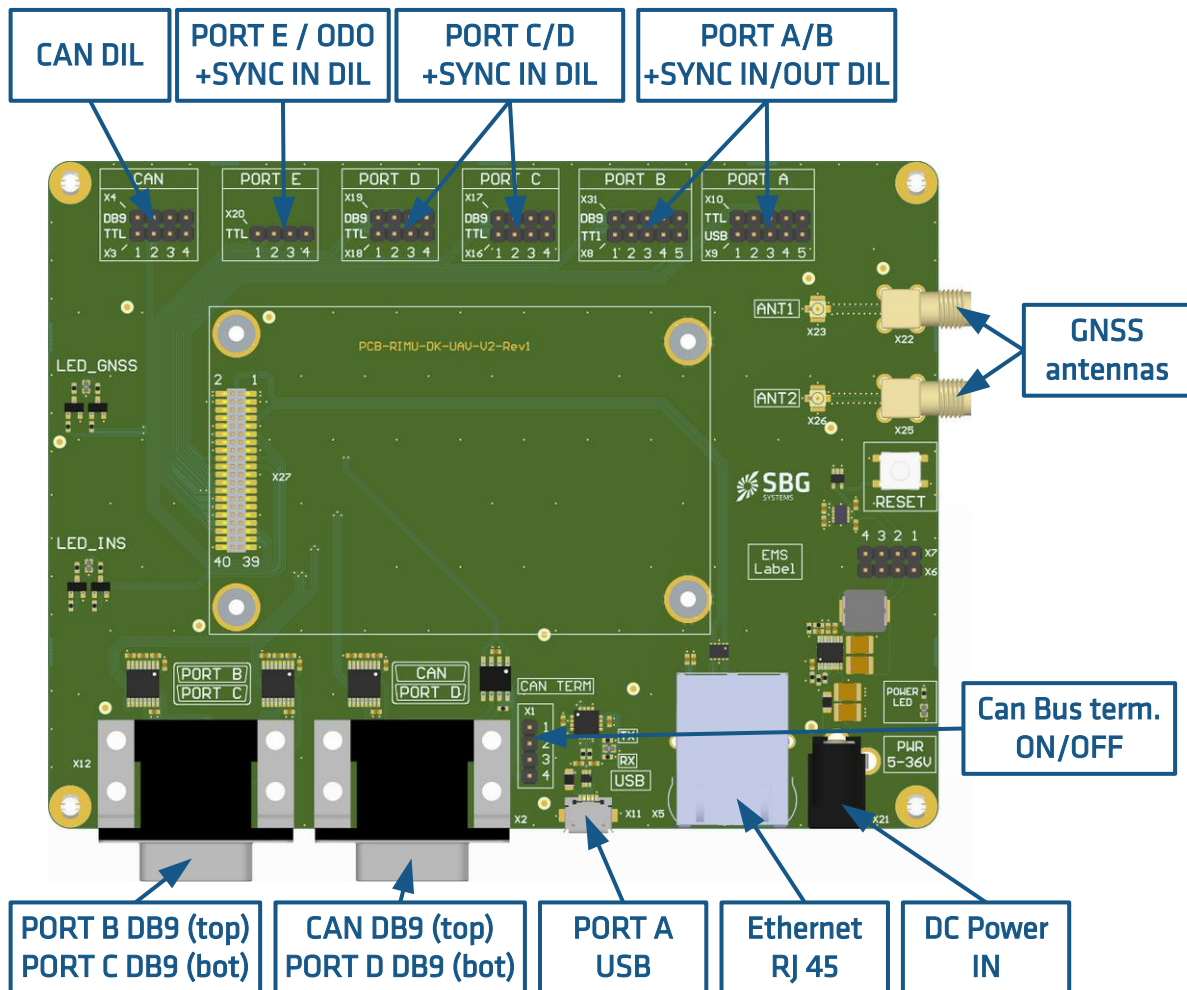 CAN DIL
PORT E / ODO
+SYNC IN DIL
PORT C/D
+SYNC IN DIL
PORT A/B
+SYNC IN/OUT DIL
CAN
X4
DB9
TTL
X3
1 2 3 4
PORT E
X20
TTL
1 2 3 4
PORT D
X19
DB9
TTL
X18
1 2 3 4
PORT C
X17
DB9
TTL
X16
1 2 3 4
PORT B
X31
DB9
TT1
X8
1 2 3 4 5
PORT A
X10
TTL
USB
X9
1 2 3 4 5
ANT1
X23
X22
GNSS
antennas
ANT2
X26
X25
PCB-RIMU-DK-UAV-V2-Rev1
LED_GNSS
2 1
X27
40 39
SBG
SYSTEMS
RESET
LED_INS
EMS
Label
4 3 2 1
X7
X6
PORT B
PORT C
CAN
PORT D
CAN TERM
X1
1
2
3
4
TX
RX
USB
POWER
LED
PWR
5-36V
Can Bus term.
ON/OFF
X12
X2
X11
X5
X21
PORT B DB9 (top)
PORT C DB9 (bot)
CAN DB9 (top)
PORT D DB9 (bot)
PORT A
USB
Ethernet
RJ 45
DC Power
IN